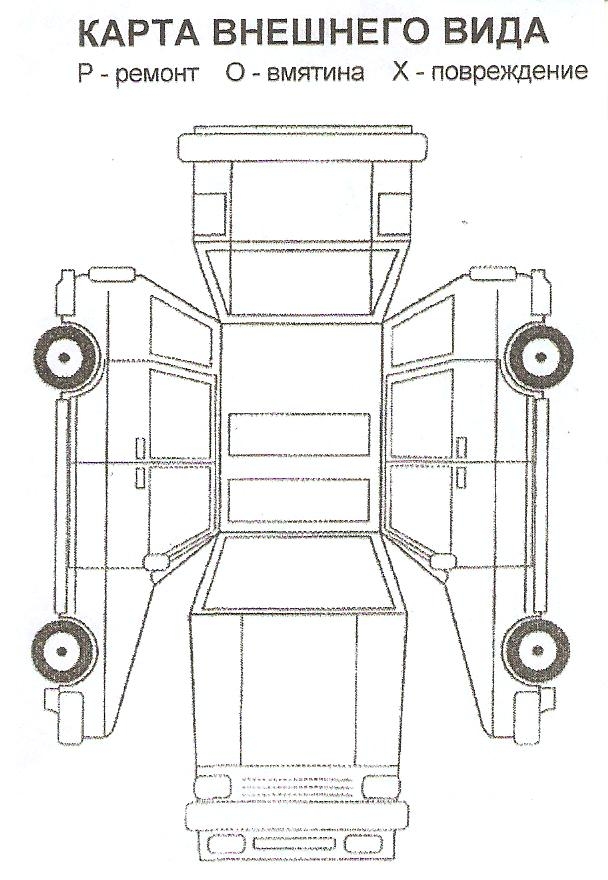 КАРТА ВНЕШНЕГО ВИДА
Р - ремонт О - вмятина Х - повреждение